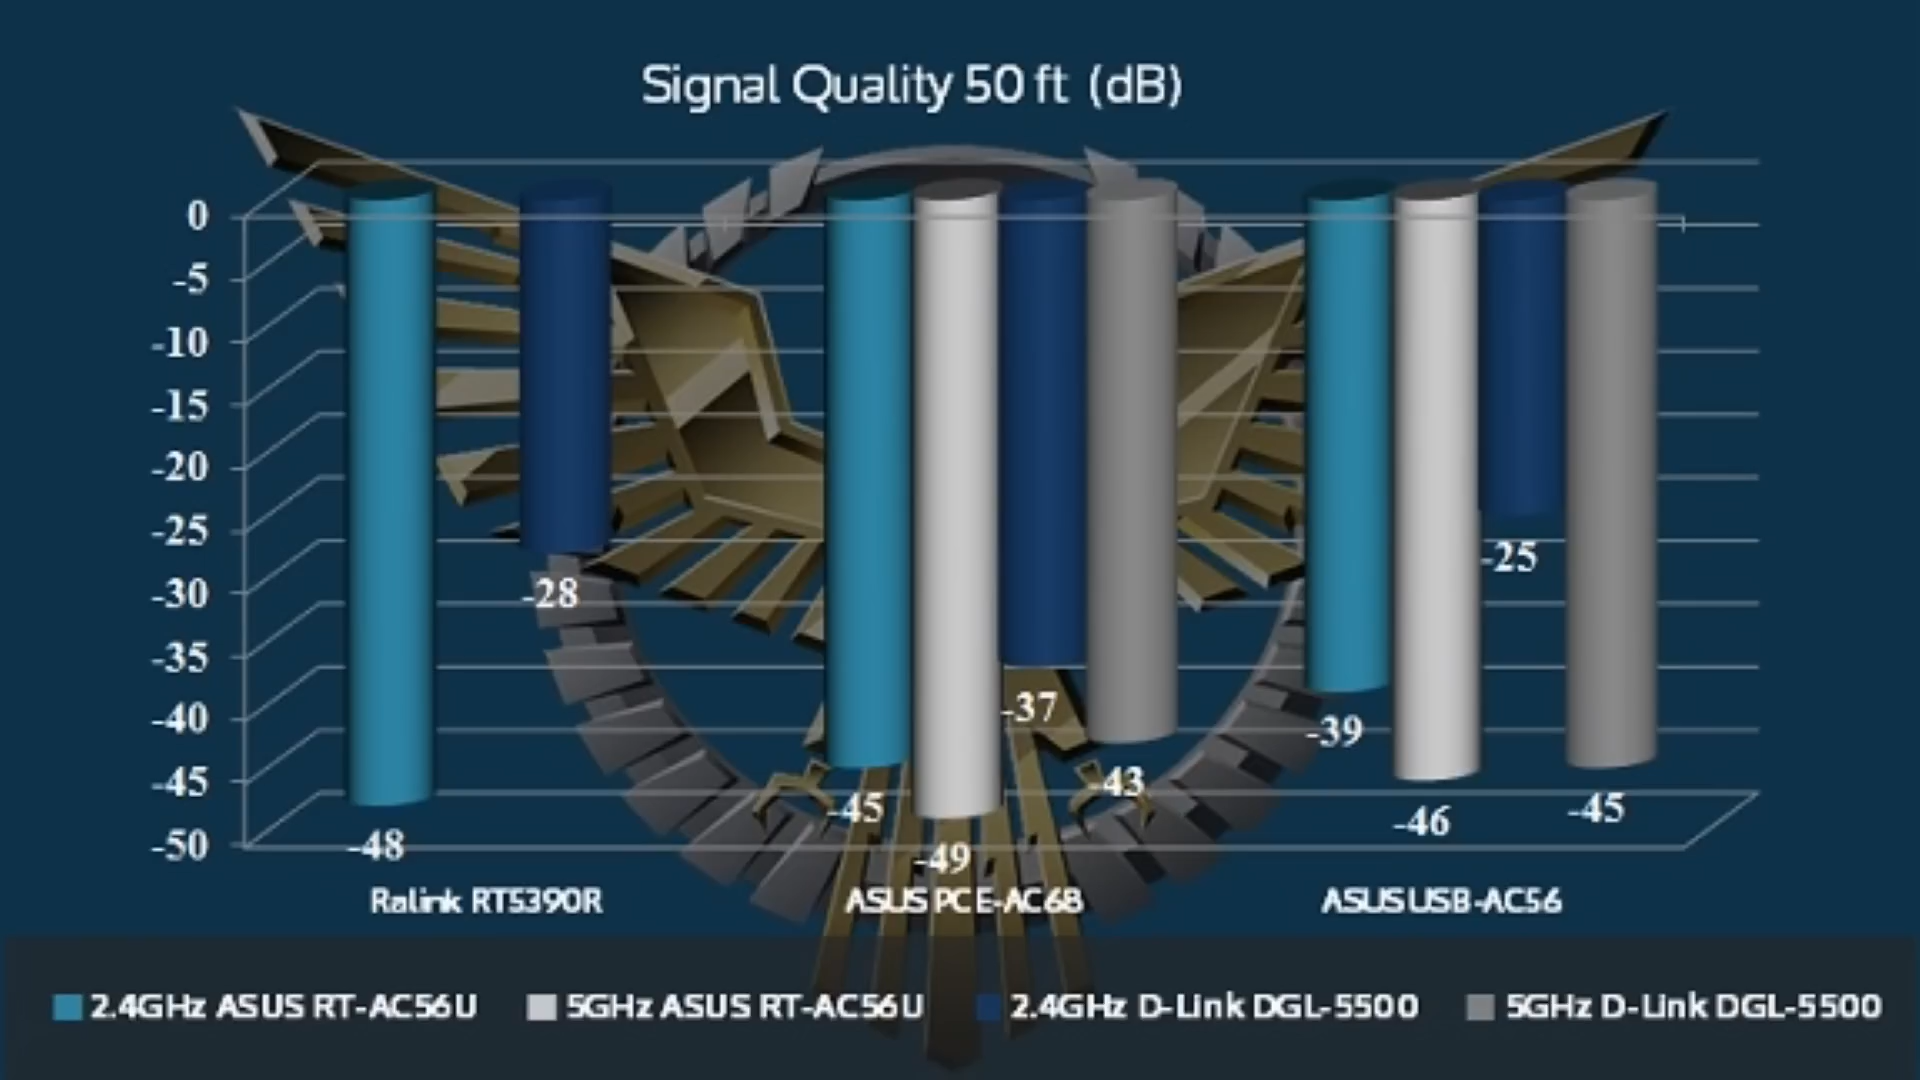 Signal Quality 50 ft (dB)
0
-5
-10
-15
-20
-25
-30
-35
-40
-45
-50
-48
-28
-45
-49
-37
-43
-39
-46
-25
-45
Ralink RT5390R
ASUS PCE-AC68
ASUS USB-AC56
2.4GHz ASUS RT-AC56U
5GHz ASUS RT-AC56U
2.4GHz D-Link DGL-5500
5GHz D-Link DGL-5500